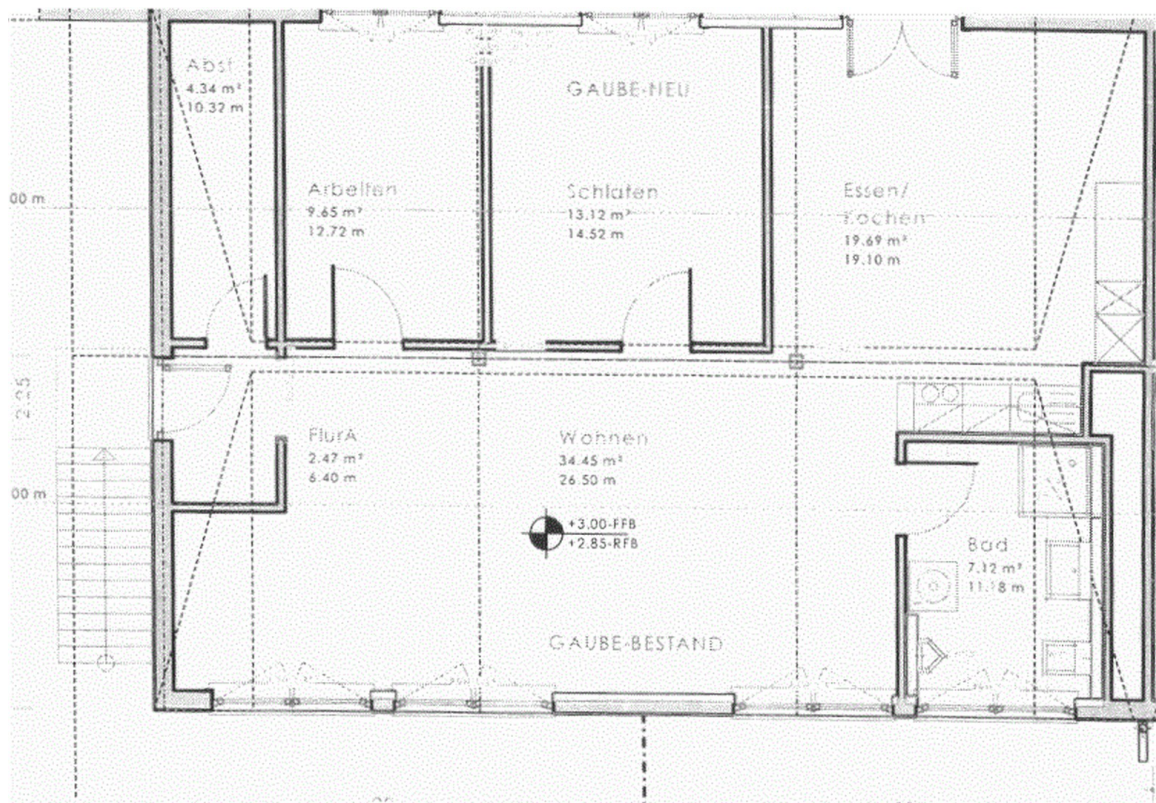 Abst
4.34 m²
10.32 m
GAUBE-NEU
Arbeiten
9.65 m²
12.72 m
Schlafen
13.12 m²
14.52 m
Essen/
Kochen
19.69 m²
19.10 m
00 m
FlurA
2.47 m²
6.40 m
Wohnen
34.45 m²
26.50 m
00 m
+3.00-FFB
+2.85-RFB
Bad
7.12 m²
11.18 m
GAUBE-BESTAND